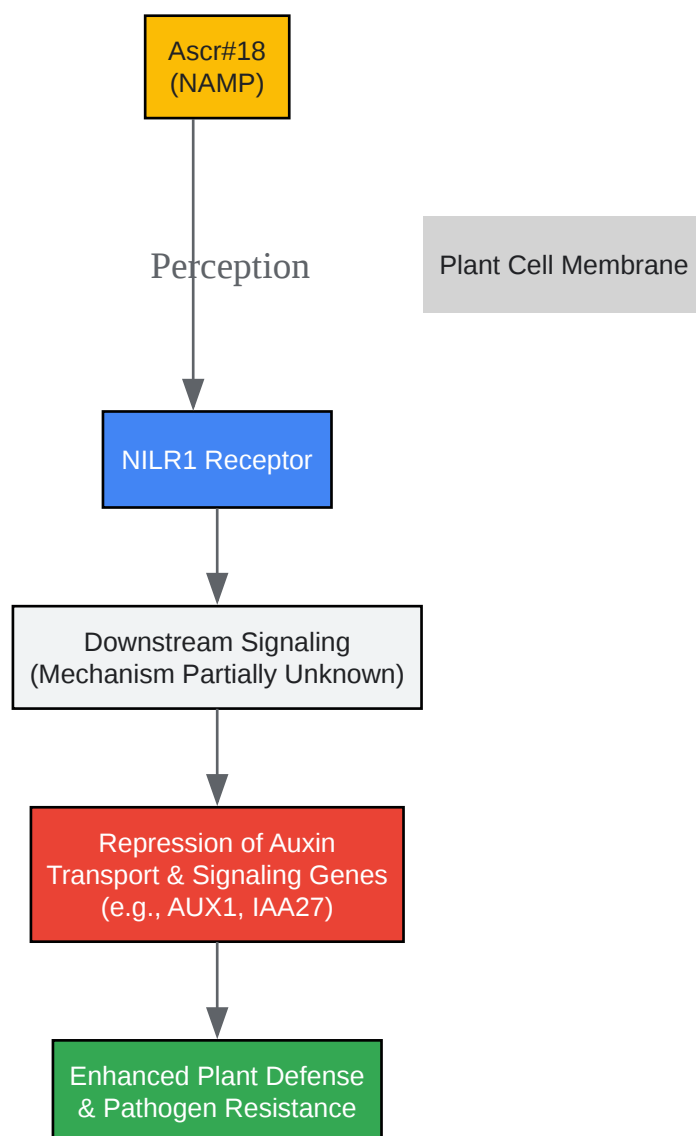 Ascr#18
(NAMP)
Perception
Plant Cell Membrane
NILR1 Receptor
Downstream Signaling
(Mechanism Partially Unknown)
Repression of Auxin
Transport & Signaling Genes
(e.g., AUX1, IAA27)
Enhanced Plant Defense
& Pathogen Resistance